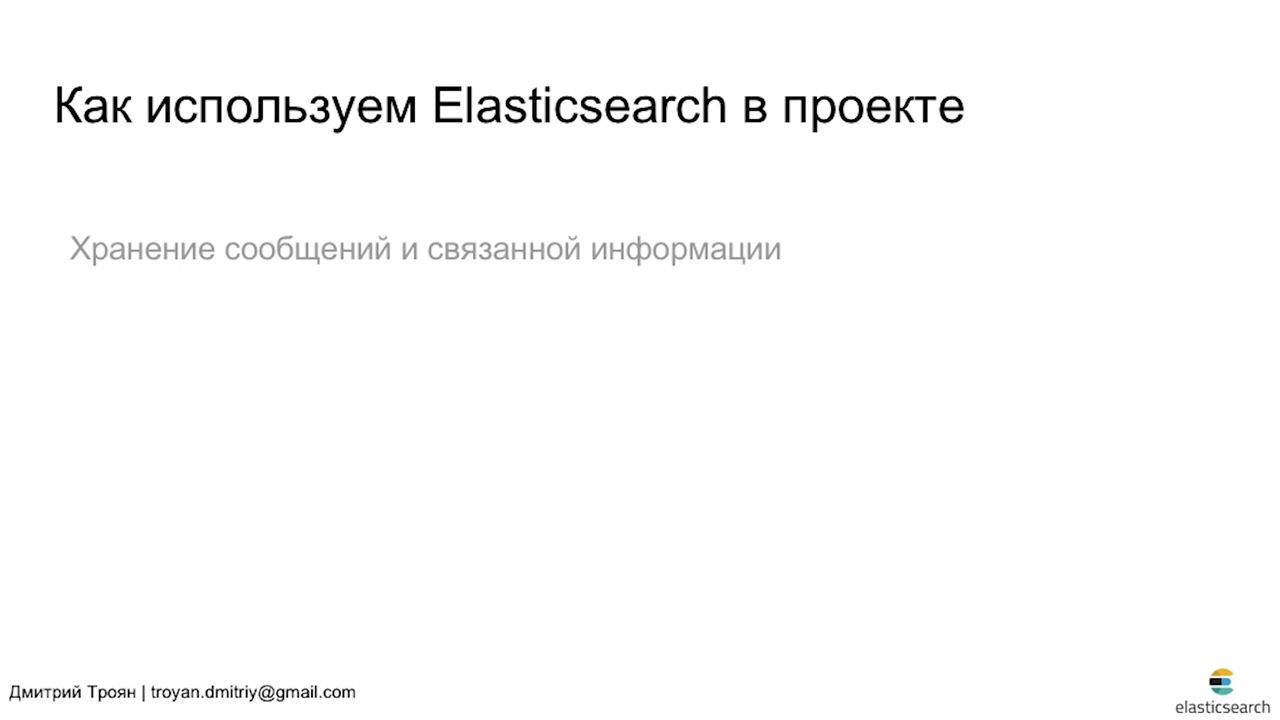 Как используем Elasticsearch в проекте
Хранение сообщений и связанной информации
Дмитрий Троян | troyan.dmitriy@gmail.com
elasticsearch